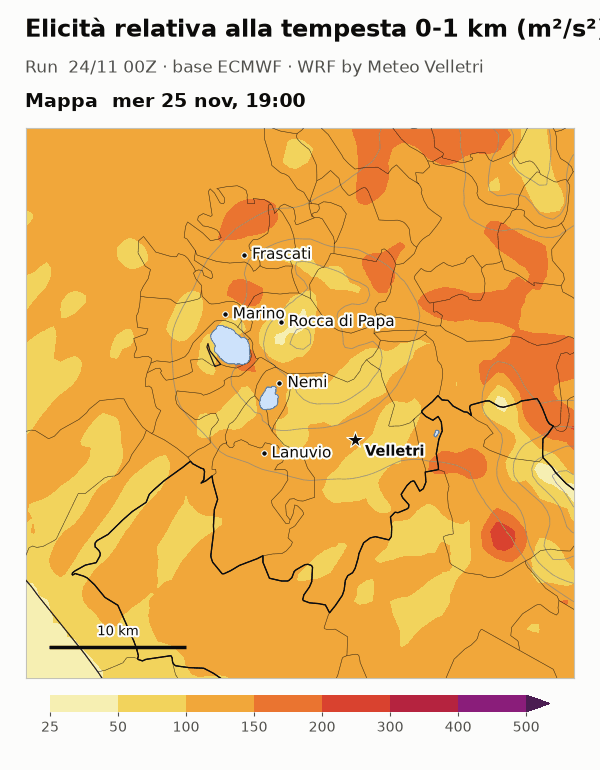 Elicità relativa alla tempesta 0-1 km (m²/s²)
Run  24/11 00Z · base ECMWF · WRF by Meteo Velletri
Mappa  mer 25 nov, 19:00
Frascati
Marino
Rocca di Papa
Nemi
Velletri
Lanuvio
10 km
25 50 100 150 200 300 400 500